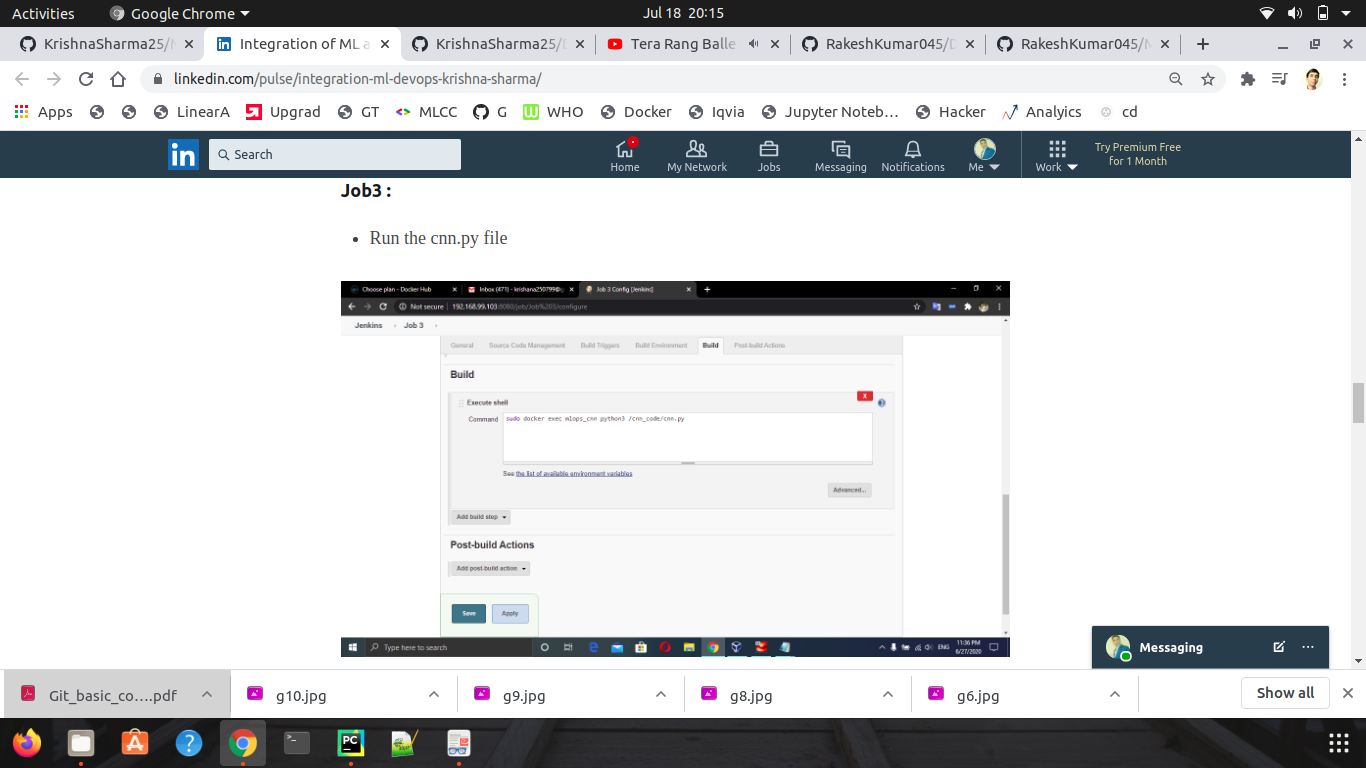 Activities Google Chrome Jul 18 20:15
KrishnaSharma25/ Integration of ML a KrishnaSharma25/ Tera Rang Balle RakeshKumar045/ RakeshKumar045/
linkedin.com/pulse/integration-ml-devops-krishna-sharma/
Apps LinearA Upgrad GT MLCC G WHO Docker Iqvia Jupyter Noteb… Hacker Analyics cd
in Search Home My Network Jobs Messaging Notifications Me Work Try Premium Free
for 1 Month
Job3 :
Run the cnn.py file
Choose plan - Docker Hub Inbox (471) - krishana250799@g Job 3 Config [Jenkins]
Not secure 192.168.99.103:8080/job/Job%203/configure
Jenkins Job 3
General Source Code Management Build Triggers Build Environment Build Post-build Actions
Build
X
Execute shell
Command sudo docker exec mlops_cnn python3 /cnn_code/cnn.py
See the list of available environment variables
Advanced...
Add build step
Post-build Actions
Add post-build action
Save Apply
Type here to search ENG 11:36 PM
6/27/2020
Messaging
Git_basic_co….pdf g10.jpg g9.jpg g8.jpg g6.jpg Show all
PC